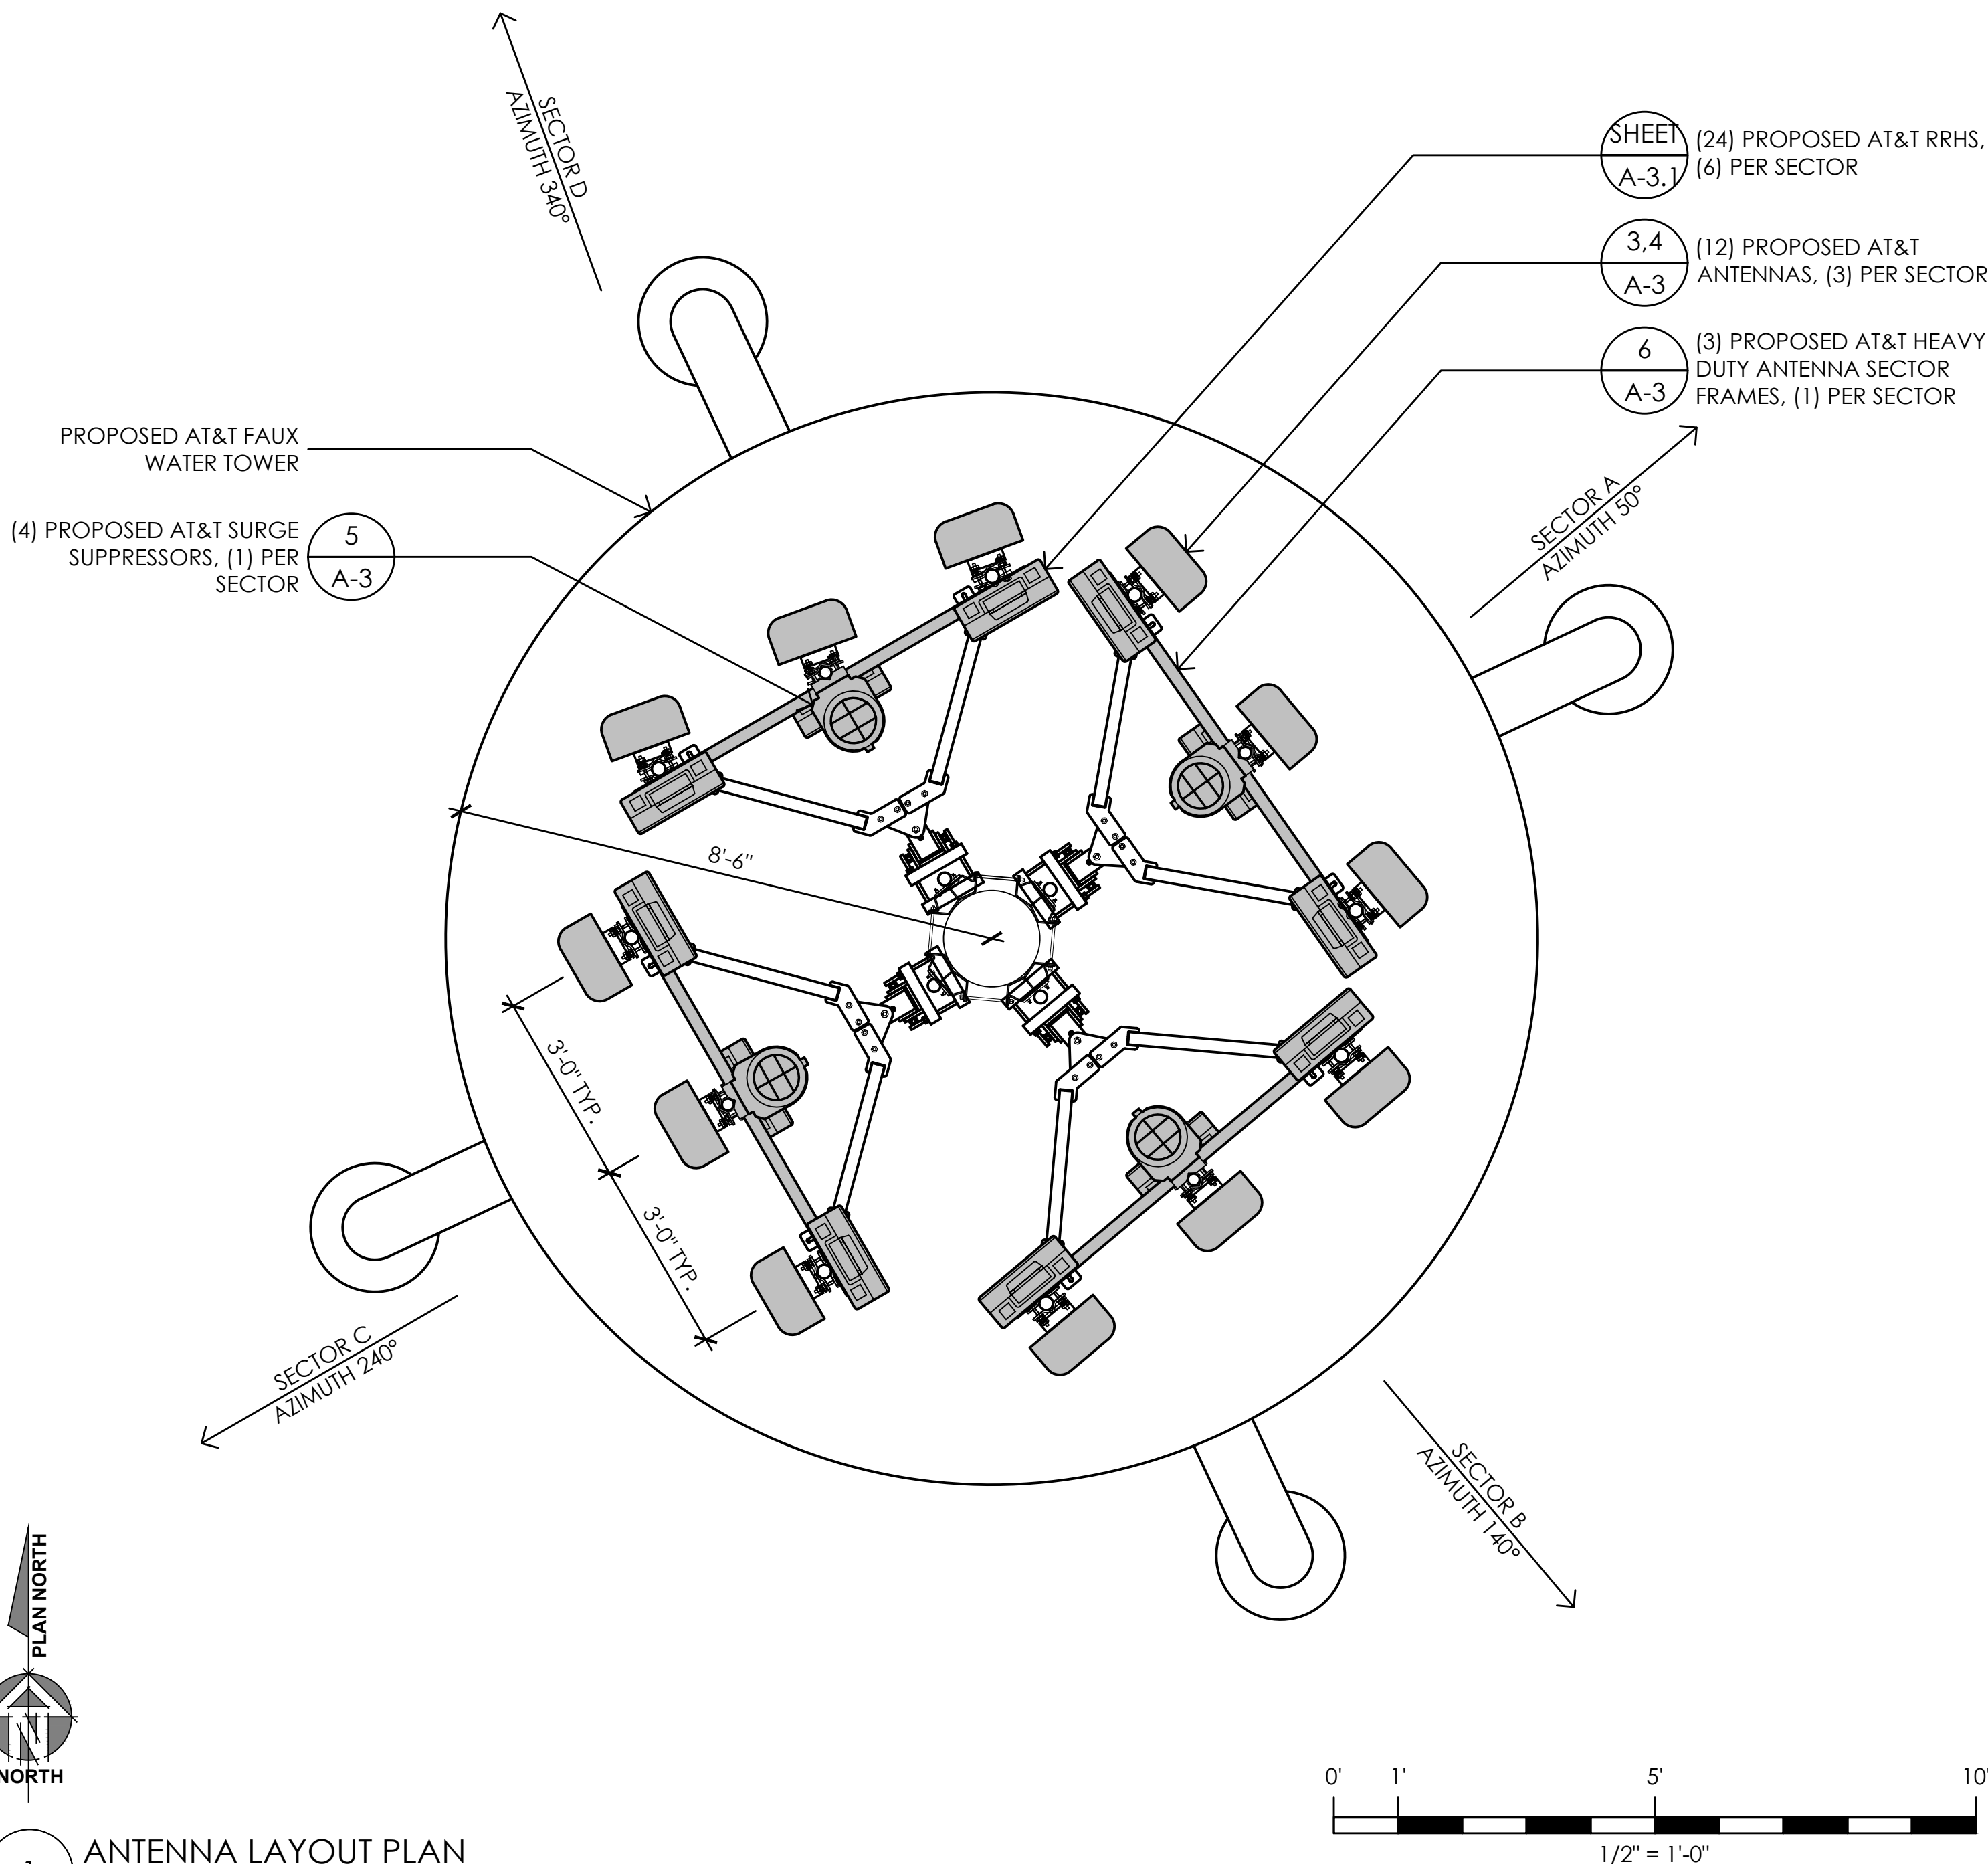 SECTOR D
AZIMUTH 340°
SHEET
A-3.1
(24) PROPOSED AT&T RRHS,
(6) PER SECTOR
3,4
A-3
(12) PROPOSED AT&T
ANTENNAS, (3) PER SECTOR
6
A-3
(3) PROPOSED AT&T HEAVY
DUTY ANTENNA SECTOR
FRAMES, (1) PER SECTOR
PROPOSED AT&T FAUX
WATER TOWER
(4) PROPOSED AT&T SURGE
SUPPRESSORS, (1) PER
SECTOR
5
A-3
SECTOR A
AZIMUTH 50°
8'-6"
3'-0" TYP.
3'-0" TYP.
SECTOR C
AZIMUTH 240°
SECTOR B
AZIMUTH 140°
PLAN NORTH
N
NORTH
0' 1' 5' 10'
1/2" = 1'-0"
ANTENNA LAYOUT PLAN